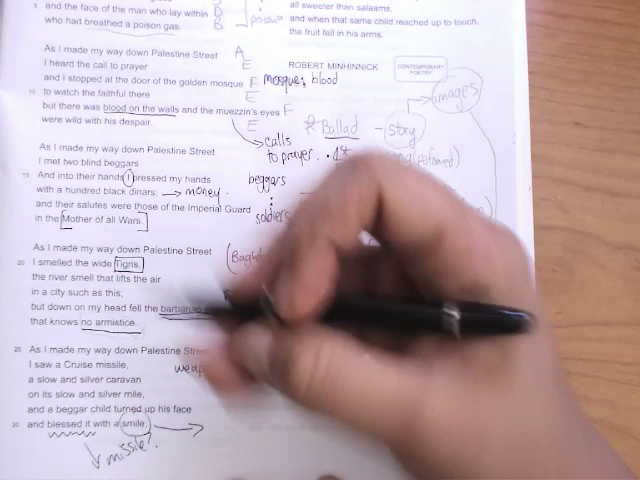 5 and the face of the man who lay within
who had breathed a poison gas.
poison
all sweeter than salaams,
20 and when that same child reached up to touch,
the fruit fell in his arms.
ROBERT MINHINNICK
CONTEMPORARY
POETRY
As I made my way down Palestine Street A
I heard the call to prayer E
and I stopped at the door of the golden mosque F mosque; blood
10 to watch the faithful there E
but there was blood on the walls and the muezzin's eyes F
were wild with his despair. E
calls
to prayer.
* Ballad - story
images
1st
beggars
soldiers
As I made my way down Palestine Street
I met two blind beggars
15 And into their hands I pressed my hands
with a hundred black dinars; → money.
and their salutes were those of the Imperial Guard
in the Mother of all Wars.
As I made my way down Palestine Street
20 I smelled the wide Tigris,
the river smell that lifts the air
in a city such as this;
but down on my head fell the
that knows no armistice.
25 As I made my way down Palestine Street
I saw a Cruise missile,
a slow and silver caravan
on its slow and silver mile,
and a beggar child turned up his face
30 and blessed it with a smile.
missile?